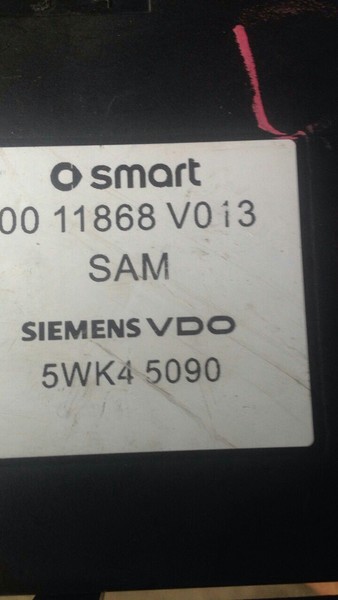 smart
00 11868 V013
SAM
SIEMENS VDO
5WK4 5090